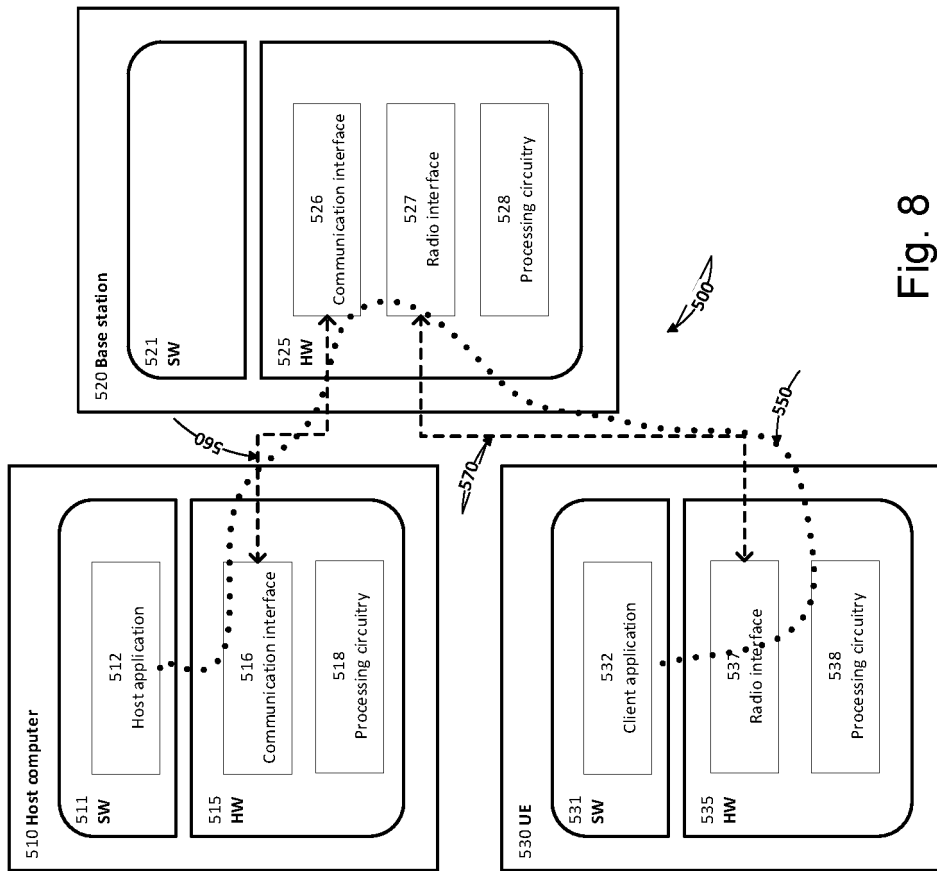 510 Host computer
511
SW
512
Host application
515
HW
516
Communication interface
518
Processing circuitry
560
520 Base station
521
SW
525
HW
526
Communication interface
527
Radio interface
528
Processing circuitry
570
530 UE
531
SW
532
Client application
535
HW
537
Radio interface
538
Processing circuitry
550
500
Fig. 8